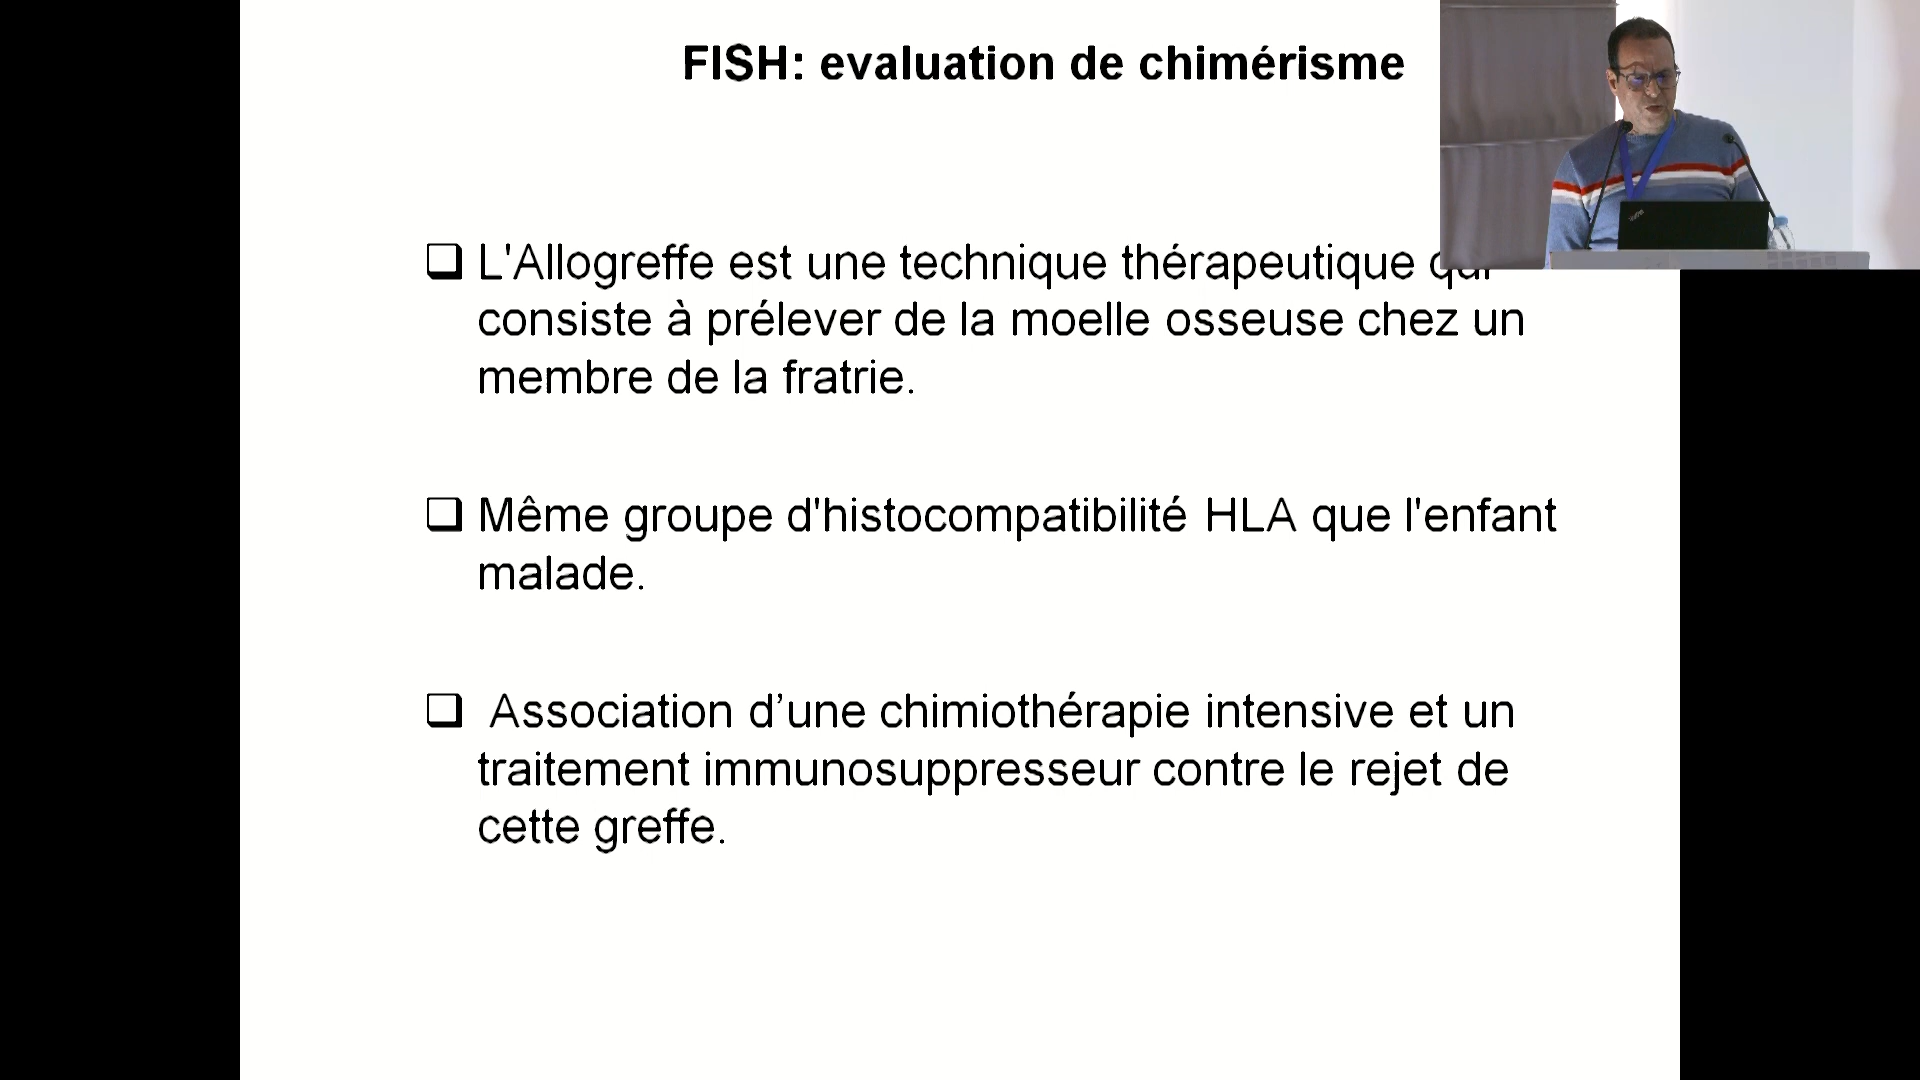 FISH: evaluation de chimérisme
L'Allogreffe est une technique thérapeutique qui
consiste à prélever de la moelle osseuse chez un
membre de la fratrie.
Même groupe d'histocompatibilité HLA que l'enfant
malade.
Association d’une chimiothérapie intensive et un
traitement immunosuppresseur contre le rejet de
cette greffe.